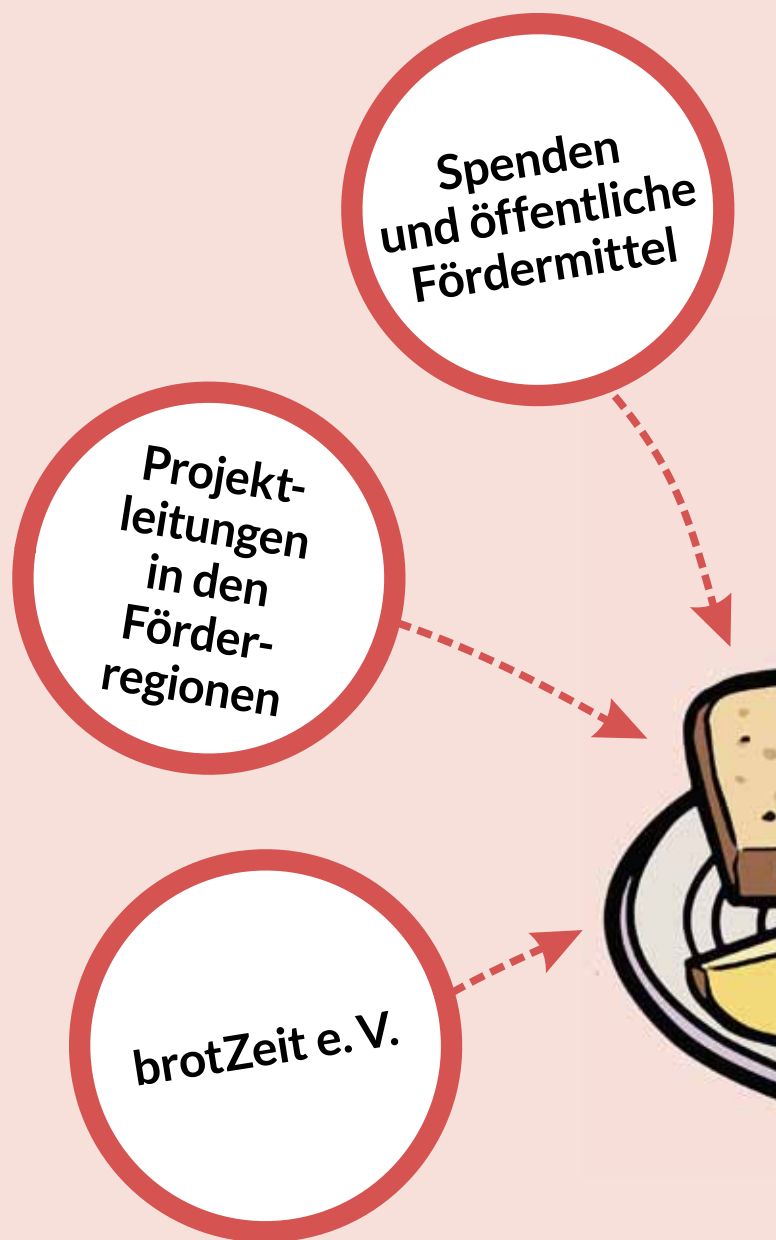 Spenden
und öffentliche
Fördermittel
Projekt-
leitungen
in den
Förder-
regionen
brotZeit e. V.